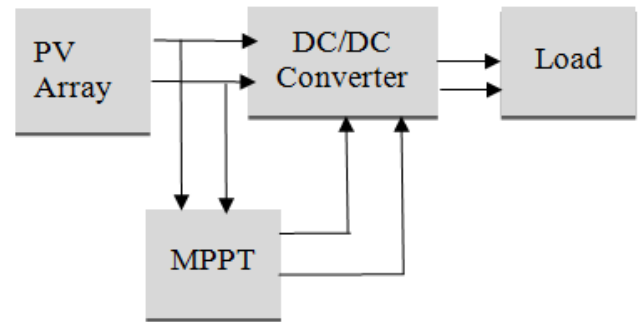 PV
Array
DC/DC
Converter
Load
MPPT